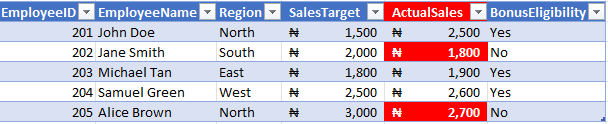 EmployeeID EmployeeName Region SalesTarget ActualSales BonusEligibility
201 John Doe North ₦ 1,500 ₦ 2,500 Yes
202 Jane Smith South ₦ 2,000 ₦ 1,800 No
203 Michael Tan East ₦ 1,800 ₦ 1,900 Yes
204 Samuel Green West ₦ 2,500 ₦ 2,600 Yes
205 Alice Brown North ₦ 3,000 ₦ 2,700 No